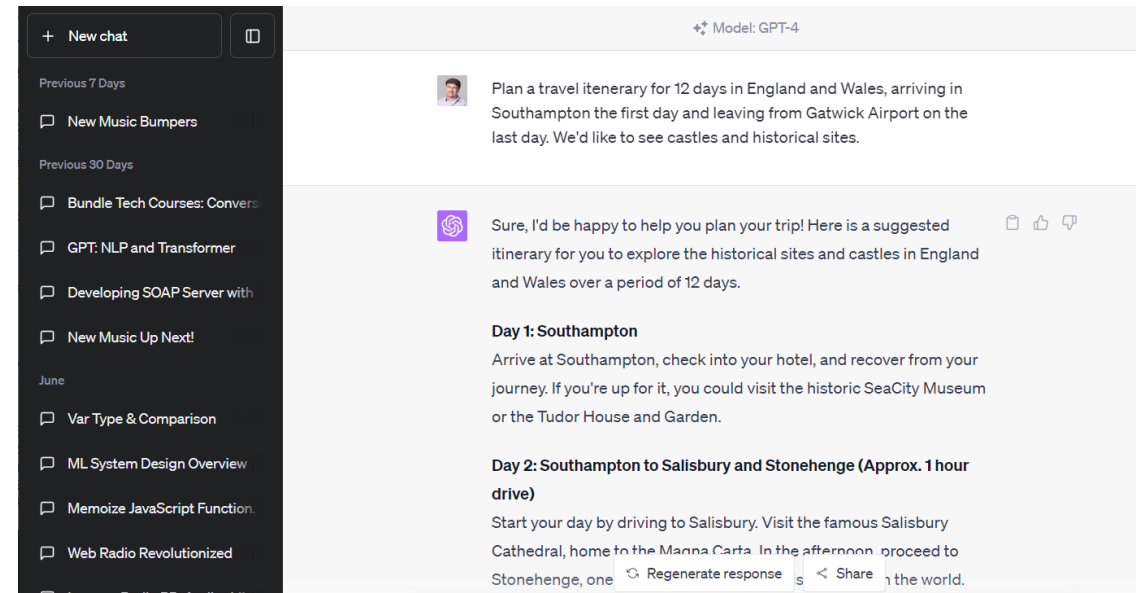 New chat
Previous 7 Days
New Music Bumpers
Previous 30 Days
Bundle Tech Courses: Convers
GPT: NLP and Transformer
Developing SOAP Server with
New Music Up Next!
June
Var Type & Comparison
ML System Design Overview
Memoize JavaScript Function.
Web Radio Revolutionized
Model: GPT-4
Plan a travel itenerary for 12 days in England and Wales, arriving in
Southampton the first day and leaving from Gatwick Airport on the
last day. We'd like to see castles and historical sites.
Sure, I'd be happy to help you plan your trip! Here is a suggested
itinerary for you to explore the historical sites and castles in England
and Wales over a period of 12 days.
Day 1: Southampton
Arrive at Southampton, check into your hotel, and recover from your
journey. If you're up for it, you could visit the historic SeaCity Museum
or the Tudor House and Garden.
Day 2: Southampton to Salisbury and Stonehenge (Approx. 1 hour
drive)
Start your day by driving to Salisbury. Visit the famous Salisbury
Cathedral, home to the Magna Carta. In the afternoon, proceed to
Stonehenge, one
n the world.
Regenerate response
Share